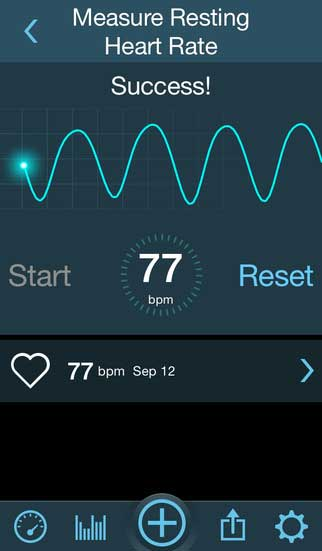 Measure Resting
Heart Rate
Success!
Start
77
bpm
Reset
77 bpm Sep 12